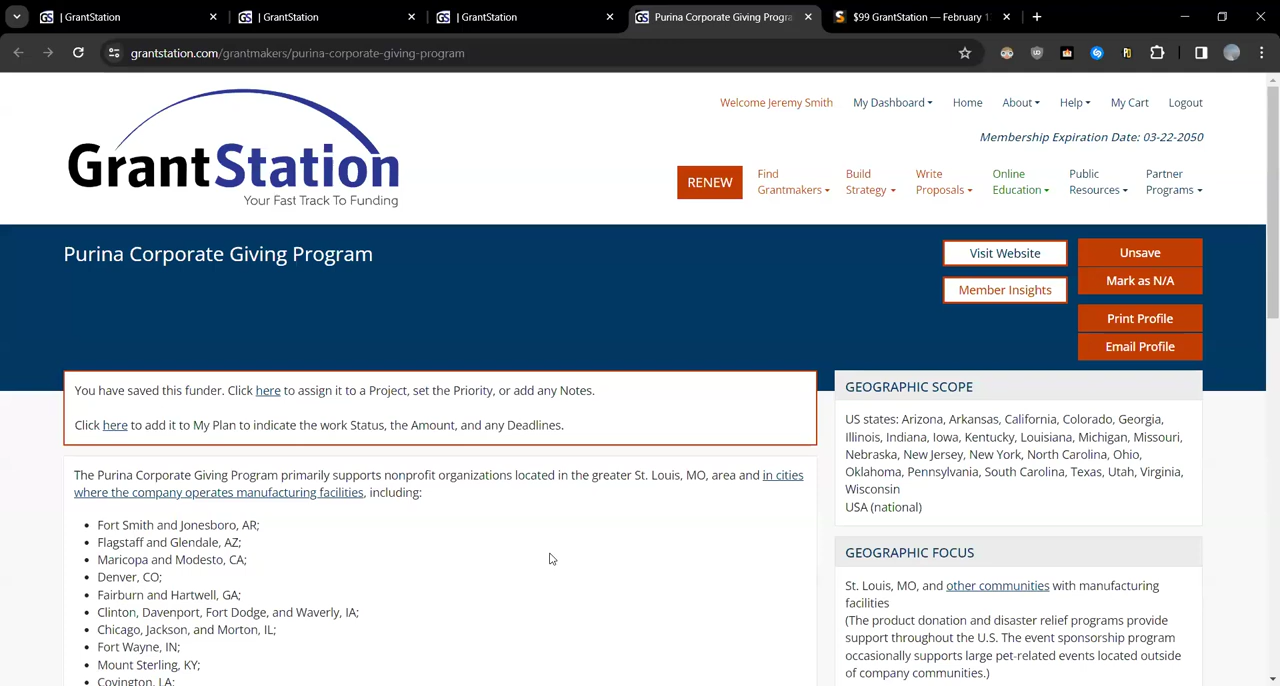 | GrantStation
| GrantStation
| GrantStation
Purina Corporate Giving Progra
$99 GrantStation — February 1
grantstation.com/grantmakers/purina-corporate-giving-program
Welcome Jeremy Smith
My Dashboard
Home
About
Help
My Cart
Logout
Membership Expiration Date: 03-22-2050
GrantStation
Your Fast Track To Funding
RENEW
Find
Grantmakers
Build
Strategy
Write
Proposals
Online
Education
Public
Resources
Partner
Programs
Purina Corporate Giving Program
Visit Website
Member Insights
Unsave
Mark as N/A
Print Profile
Email Profile
You have saved this funder. Click here to assign it to a Project, set the Priority, or add any Notes.
Click here to add it to My Plan to indicate the work Status, the Amount, and any Deadlines.
The Purina Corporate Giving Program primarily supports nonprofit organizations located in the greater St. Louis, MO, area and in cities
where the company operates manufacturing facilities, including:
Fort Smith and Jonesboro, AR;
Flagstaff and Glendale, AZ;
Maricopa and Modesto, CA;
Denver, CO;
Fairburn and Hartwell, GA;
Clinton, Davenport, Fort Dodge, and Waverly, IA;
Chicago, Jackson, and Morton, IL;
Fort Wayne, IN;
Mount Sterling, KY;
Covington, LA;
GEOGRAPHIC SCOPE
US states: Arizona, Arkansas, California, Colorado, Georgia,
Illinois, Indiana, Iowa, Kentucky, Louisiana, Michigan, Missouri,
Nebraska, New Jersey, New York, North Carolina, Ohio,
Oklahoma, Pennsylvania, South Carolina, Texas, Utah, Virginia,
Wisconsin
USA (national)
GEOGRAPHIC FOCUS
St. Louis, MO, and other communities with manufacturing
facilities
(The product donation and disaster relief programs provide
support throughout the U.S. The event sponsorship program
occasionally supports large pet-related events located outside
of company communities.)